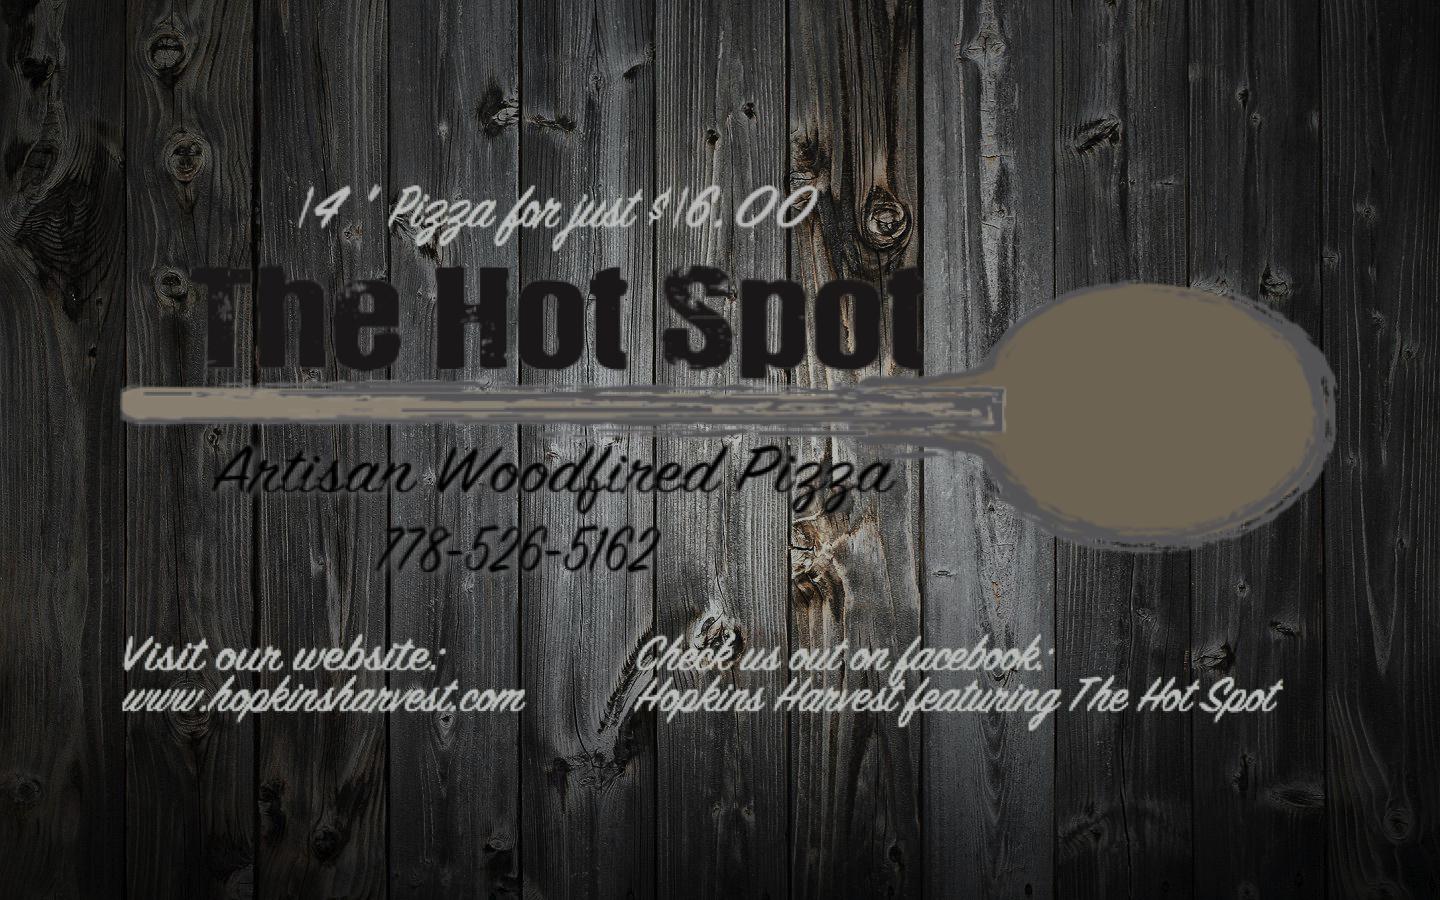 14 ' Pizza for just $16.00
The Hot Spot
Artisan Woodfired Pizza
778-526-5162
Visit our website:
www.hopkinsharvest.com
Check us out on facebook:
Hopkins Harvest featuring The Hot Spot